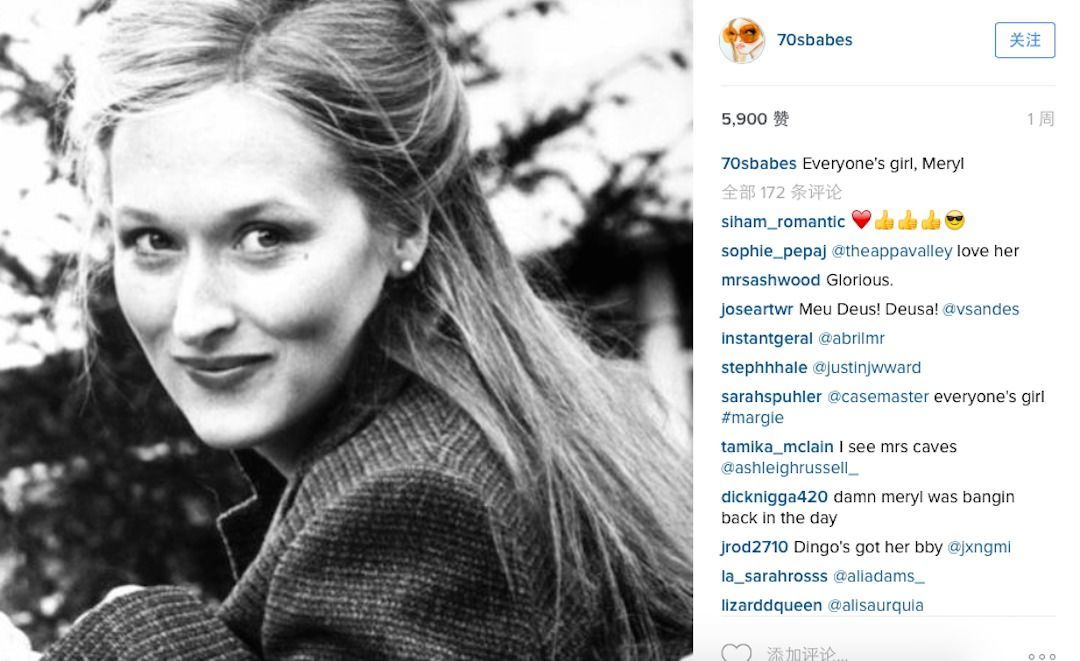 70sbabes
关注
5,900 赞
1 周
70sbabes Everyone's girl, Meryl
全部 172 条评论
siham_romantic ❤️👍👍👍😎
sophie_pepaj @theappavalley love her
mrsashwood Glorious.
joseartwr Meu Deus! Deusa! @vsandes
instantgeral @abrilmr
stephhhale @justinjwward
sarahspuhler @casemaster everyone's girl
#margie
tamika_mclain I see mrs caves
@ashleighrussell_
dicknigga420 damn meryl was bangin
back in the day
jrod2710 Dingo's got her bby @jxngmi
la_sarahrosss @aliadams_
lizarddqueen @alisaurquia
添加评论...